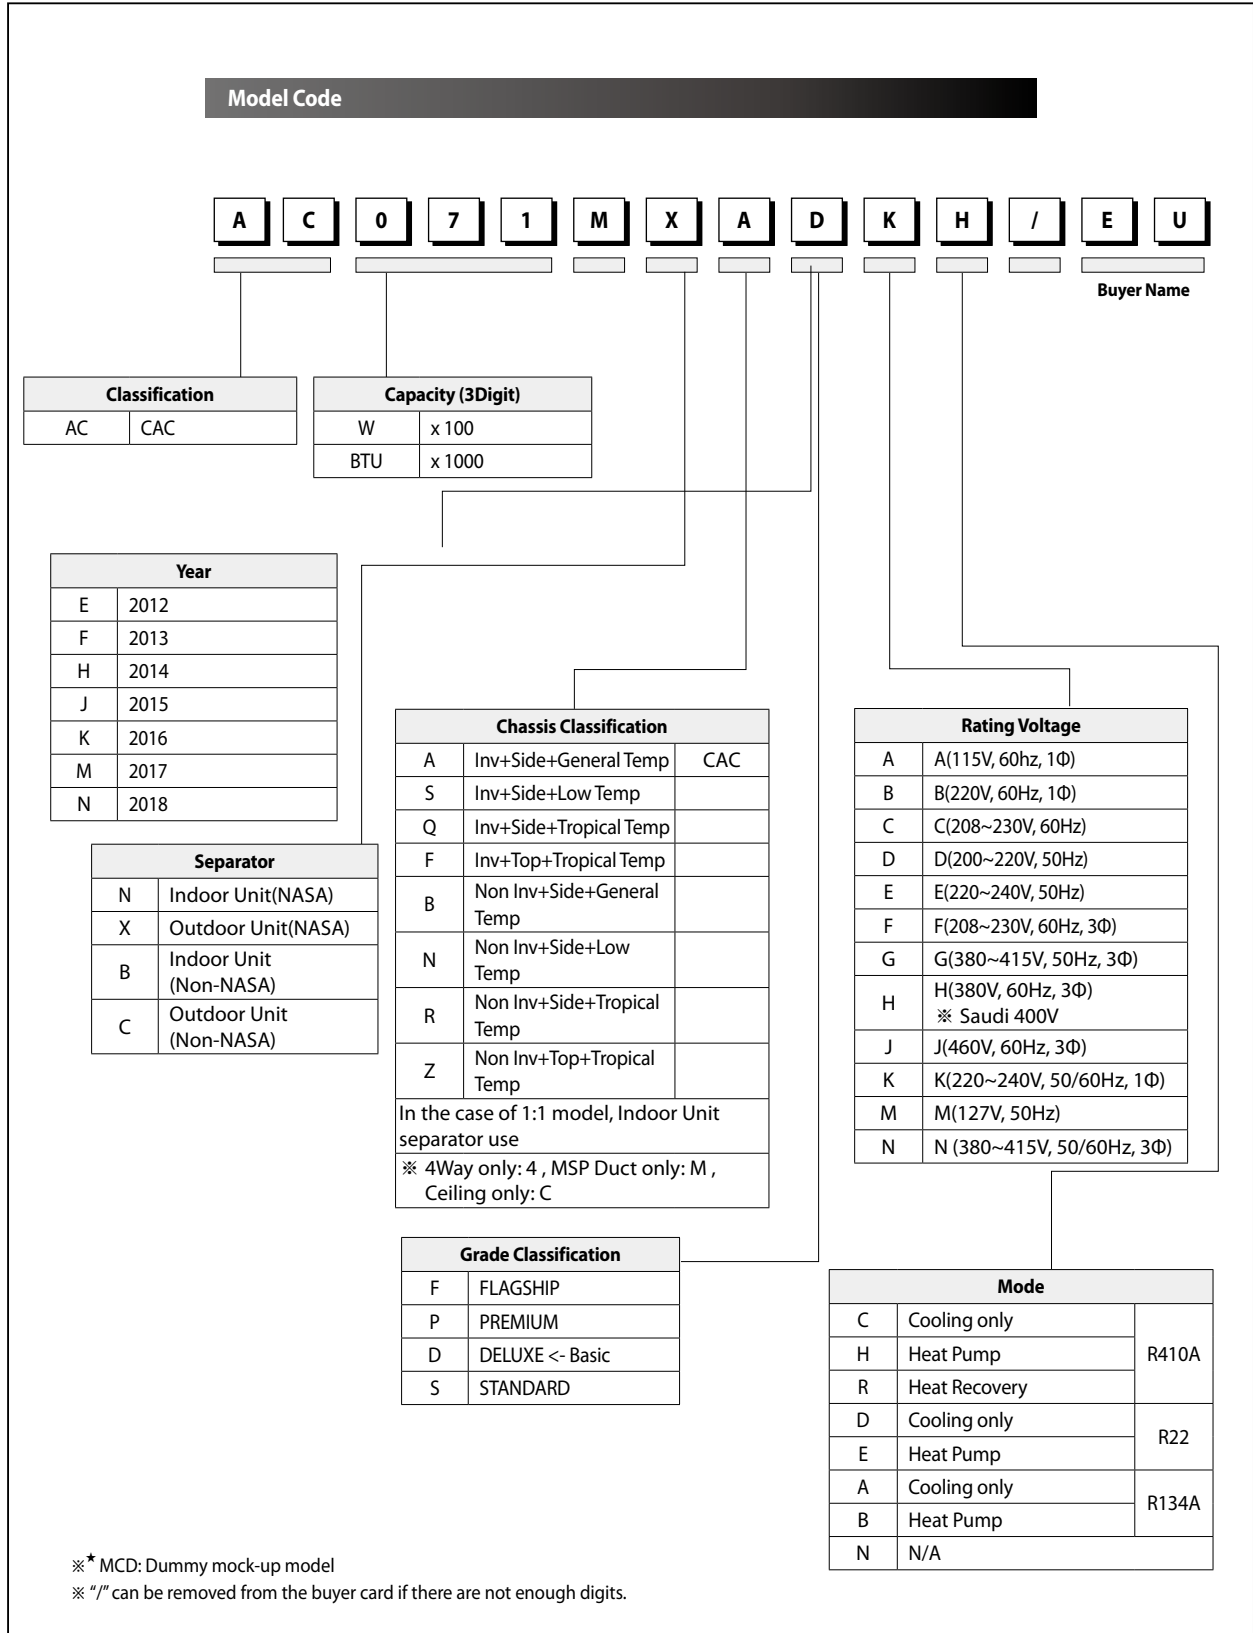 Model Code
A C 0 7 1 M X A D K H / E U
Buyer Name
Classification
AC CAC
Capacity (3Digit)
W x 100
BTU x 1000
Year
E 2012
F 2013
H 2014
J 2015
K 2016
M 2017
N 2018
Separator
N Indoor Unit(NASA)
X Outdoor Unit(NASA)
B Indoor Unit
(Non-NASA)
C Outdoor Unit
(Non-NASA)
Chassis Classification
A Inv+Side+General Temp CAC
S Inv+Side+Low Temp
Q Inv+Side+Tropical Temp
F Inv+Top+Tropical Temp
B Non Inv+Side+General
Temp
N Non Inv+Side+Low
Temp
R Non Inv+Side+Tropical
Temp
Z Non Inv+Top+Tropical
Temp
In the case of 1:1 model, Indoor Unit
separator use
※ 4Way only: 4 , MSP Duct only: M ,
Ceiling only: C
Grade Classification
F FLAGSHIP
P PREMIUM
D DELUXE <- Basic
S STANDARD
Rating Voltage
A A(115V, 60hz, 1Φ)
B B(220V, 60Hz, 1Φ)
C C(208~230V, 60Hz)
D D(200~220V, 50Hz)
E E(220~240V, 50Hz)
F F(208~230V, 60Hz, 3Φ)
G G(380~415V, 50Hz, 3Φ)
H H(380V, 60Hz, 3Φ)
※ Saudi 400V
J J(460V, 60Hz, 3Φ)
K K(220~240V, 50/60Hz, 1Φ)
M M(127V, 50Hz)
N N (380~415V, 50/60Hz, 3Φ)
Mode
C Cooling only
H Heat Pump R410A
R Heat Recovery
D Cooling only R22
E Heat Pump
A Cooling only R134A
B Heat Pump
N N/A
※★ MCD: Dummy mock-up model
※ “/” can be removed from the buyer card if there are not enough digits.